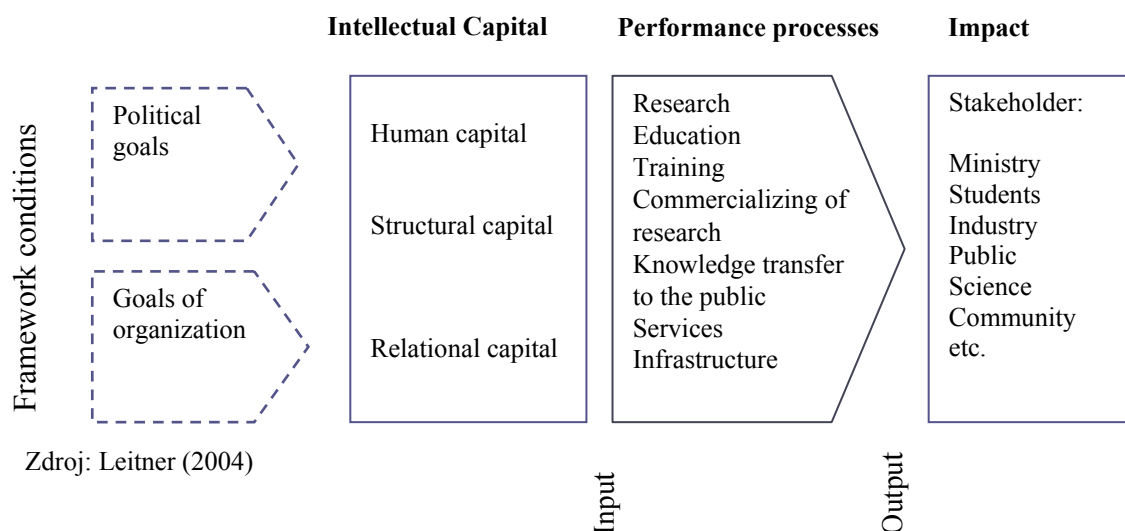 Intellectual Capital
Performance processes
Impact
Framework conditions
Political
goals
Goals of
organization
Human capital
Structural capital
Relational capital
Research
Education
Training
Commercializing of
research
Knowledge transfer
to the public
Services
Infrastructure
Stakeholder:
Ministry
Students
Industry
Public
Science
Community
etc.
Zdroj: Leitner (2004)
Input
Output